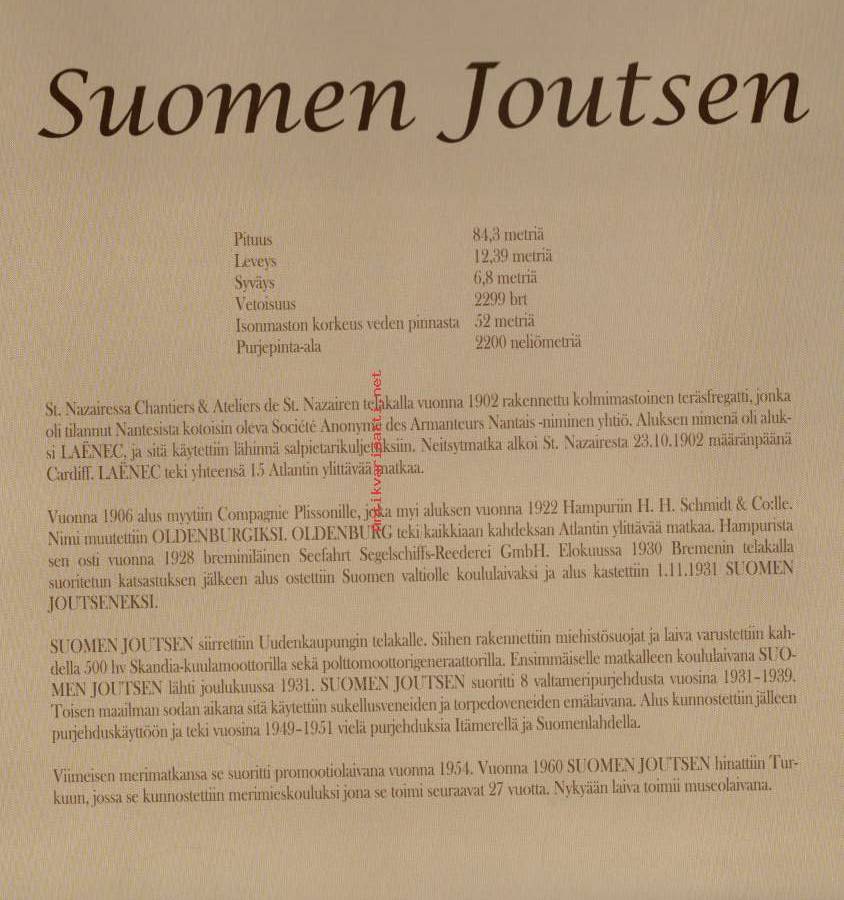 Suomen Joutsen
Pituus 84,3 metriä
Leveys 12,39 metriä
Syväys 6,8 metriä
Vetoisuus 2299 brt
Isonmaston korkeus veden pinnasta 52 metriä
Purjepinta-ala 2200 neliömetriä
St. Nazairessa Chantiers & Ateliers de St. Nazairen telakalla vuonna 1902 rakennettu kolmimastoinen teräsfregatti, jonka
oli tilannut Nantesista kotoisin oleva Société Anonyme des Armanteurs Nantais -niminen yhtiö. Aluksen nimenä oli aluk-
si LAËNEC, ja sitä käytettiin lähinnä salpietarikuljetuksiin. Neitsytmatka alkoi St. Nazairesta 23.10.1902 määränpäänä
Cardiff. LAËNEC teki yhteensä 15 Atlantin ylittävää matkaa.
Vuonna 1906 alus myytiin Compagnie Plissonille, joka myi aluksen vuonna 1922 Hampuriin H. H. Schmidt & Co:lle.
Nimi muutettiin OLDENBURGIKSI. OLDENBURG teki kaikkiaan kahdeksan Atlantin ylittävää matkaa. Hampurista
sen osti vuonna 1928 breminiläinen Seefahrt Segelschiffs-Reederei GmbH. Elokuussa 1930 Bremenin telakalla
suoritetun katsastuksen jälkeen alus ostettiin Suomen valtiolle koululaivaksi ja alus kastettiin 1.11.1931 SUOMEN
JOUTSENEKSI.
SUOMEN JOUTSEN siirrettiin Uudenkaupungin telakalle. Siihen rakennettiin miehistösuojat ja laiva varustettiin kah-
della 500 hv Skandia-kuulamoottorilla sekä polttomoottorigeneraattorilla. Ensimmäiselle matkalleen koululaivana SUO-
MEN JOUTSEN lähti joulukuussa 1931. SUOMEN JOUTSEN suoritti 8 valtameripurjehdusta vuosina 1931-1939.
Toisen maailman sodan aikana sitä käytettiin sukellusveneiden ja torpedoveneiden emälaivana. Alus kunnostettiin jälleen
purjehduskäyttöön ja teki vuosina 1949-1951 vielä purjehduksia Itämerellä ja Suomenlahdella.
Viimeisen merimatkansa se suoritti promootiolaivana vuonna 1954. Vuonna 1960 SUOMEN JOUTSEN hinattiin Tur-
kuun, jossa se kunnostettiin merimieskouluksi jona se toimi seuraavat 27 vuotta. Nykyään laiva toimii museolaivana.
antikvarisaatti.net